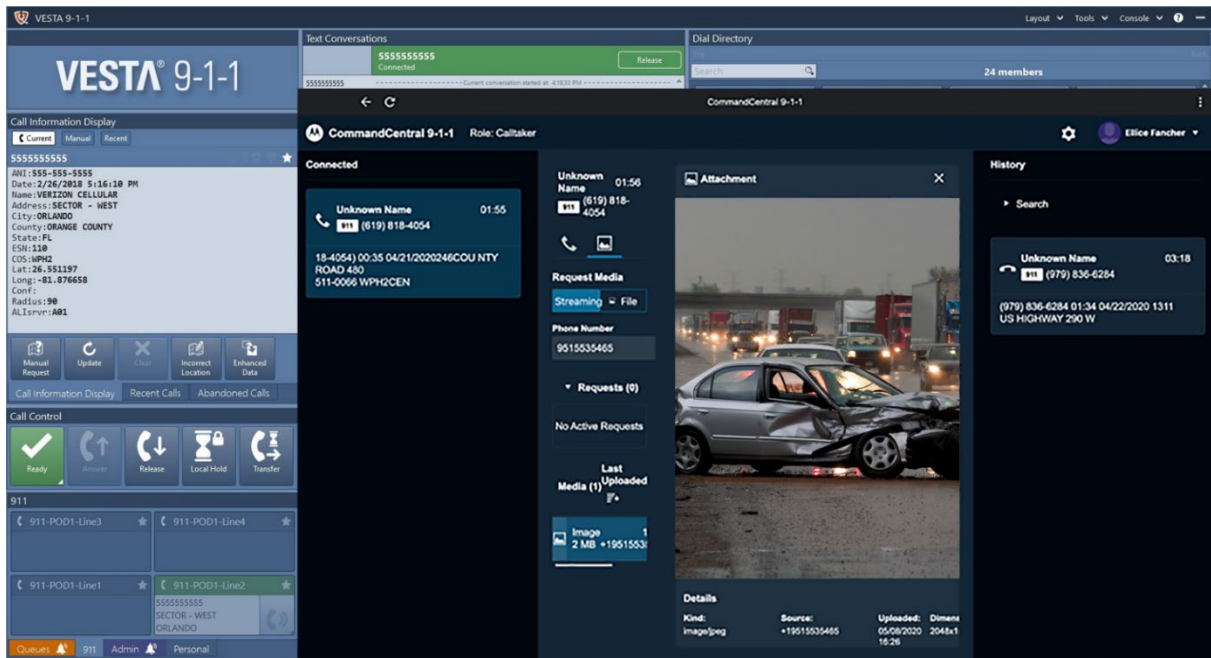 VESTA 9-1-1
Layout Tools Console ?
VESTA® 9-1-1
Call Information Display
Current Manual Recent
5555555555
ANI:555-555-5555
Date:2/26/2018 5:16:10 PM
Name:VERIZON CELLULAR
Address:SECTOR - WEST
City:ORLANDO
County:ORANGE COUNTY
State:FL
ESN:110
COS:WPH2
Lat:26.551197
Long:-81.876658
Conf:
Radius:90
ALIsrvr:A01
Manual Request
Update
Clear
Incorrect Location
Enhanced Data
Call Information Display Recent Calls Abandoned Calls
Call Control
Ready
Answer
Release
Local Hold
Transfer
911
911-POD1-Line3
911-POD1-Line4
911-POD1-Line1
911-POD1-Line2
5555555555
SECTOR - WEST
ORLANDO
Queues 911 Admin Personal
Text Conversations
5555555555
Connected
Release
5555555555
Current conversation started at: 4:18:33 PM
Dial Directory
Search
24 members
CommandCentral 9-1-1
CommandCentral 9-1-1 Role: Calltaker
Ellice Fancher
Connected
Unknown Name 01:55
911 (619) 818-4054
18-4054) 00:35 04/21/2020246COU NTY
ROAD 480
511-0066 WPH2CEN
Unknown
Name 01:56
911 (619) 818-
4054
Request Media
Streaming File
Phone Number
9515535465
Requests (0)
No Active Requests
Media (1) Last
Uploaded
Image 1
2 MB +1951553
Attachment
Details
Kind: Source: Uploaded: Dimens
image/jpeg +19515535465 05/08/2020 2048x1
16:26
History
Search
Unknown Name 03:18
911 (979) 836-6284
(979) 836-6284 01:34 04/22/2020 1311
US HIGHWAY 290 W